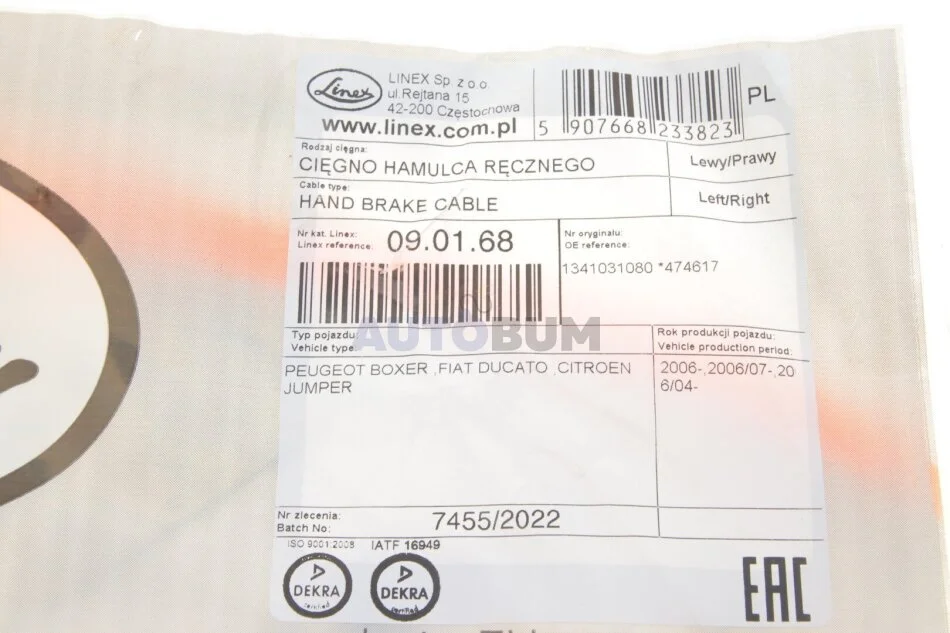 Linex
LINEX Sp. z o.o.
ul.Rejtana 15
42-200 Częstochowa
www.linex.com.pl
5 907668 233823
PL
Rodzaj cięgna:
CIĘGNO HAMULCA RĘCZNEGO
Lewy/Prawy
Cable type:
HAND BRAKE CABLE
Left/Right
Nr kat. Linex:
Linex reference:
09.01.68
Nr oryginału:
OE reference:
1341031080 *474617
AUTOBUM
Typ pojazdu:
Vehicle type:
Rok produkcji pojazdu:
Vehicle production period:
PEUGEOT BOXER ,FIAT DUCATO ,CITROEN
JUMPER
2006-,2006/07-,20
6/04-
Nr zlecenia:
Batch No:
7455/2022
ISO 9001:2008
IATF 16949
DEKRA
certified
DEKRA
certified
EAC